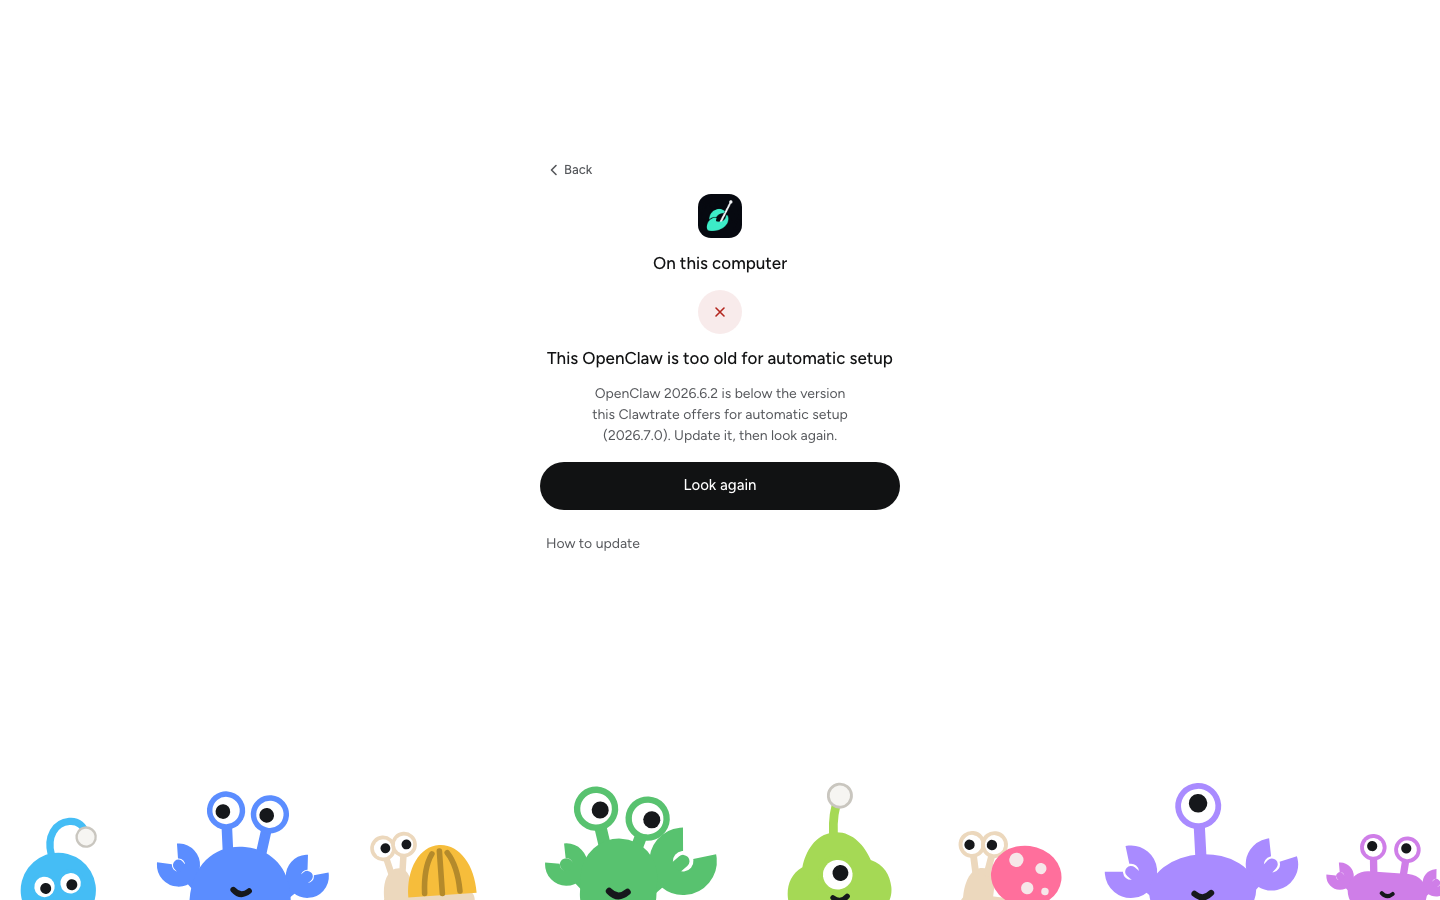 Back
On this computer
This OpenClaw is too old for automatic setup
OpenClaw 2026.6.2 is below the version
this Clawtrate offers for automatic setup
(2026.7.0). Update it, then look again.
Look again
How to update